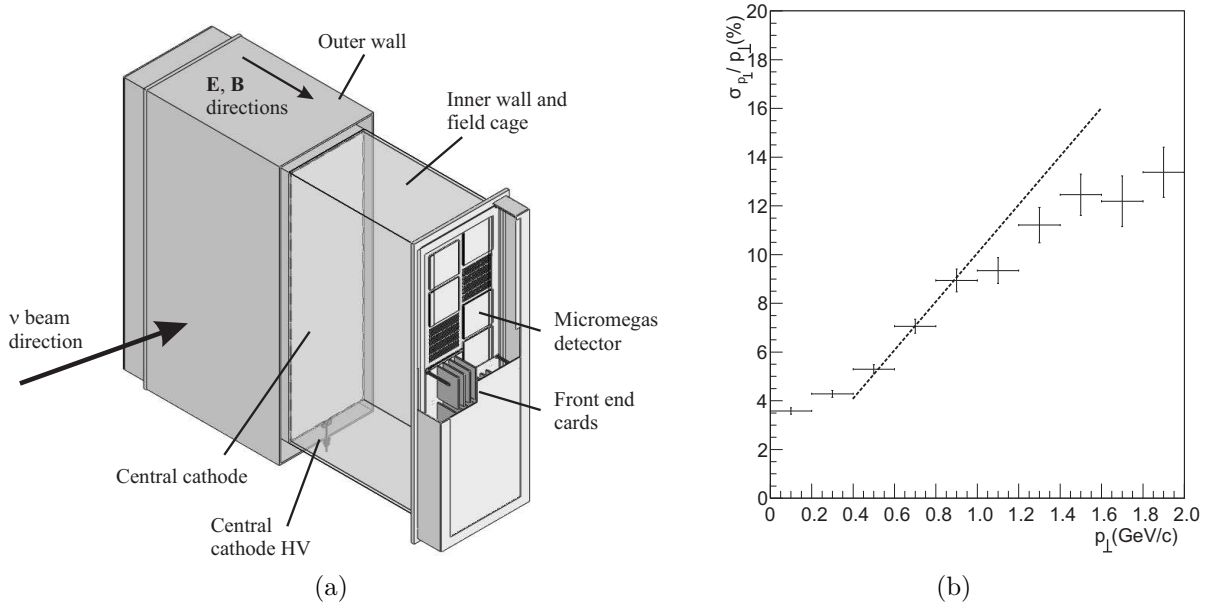 Outer wall
E, B
directions
Inner wall and
field cage
ν beam
direction
Micromegas
detector
Front end
cards
Central cathode
Central
cathode HV
(a)
σ_p⊥/ p⊥(%)
20
18
16
14
12
10
8
6
4
2
0
0 0.2 0.4 0.6 0.8 1.0 1.2 1.4 1.6 1.8 2.0
p⊥(GeV/c)
(b)